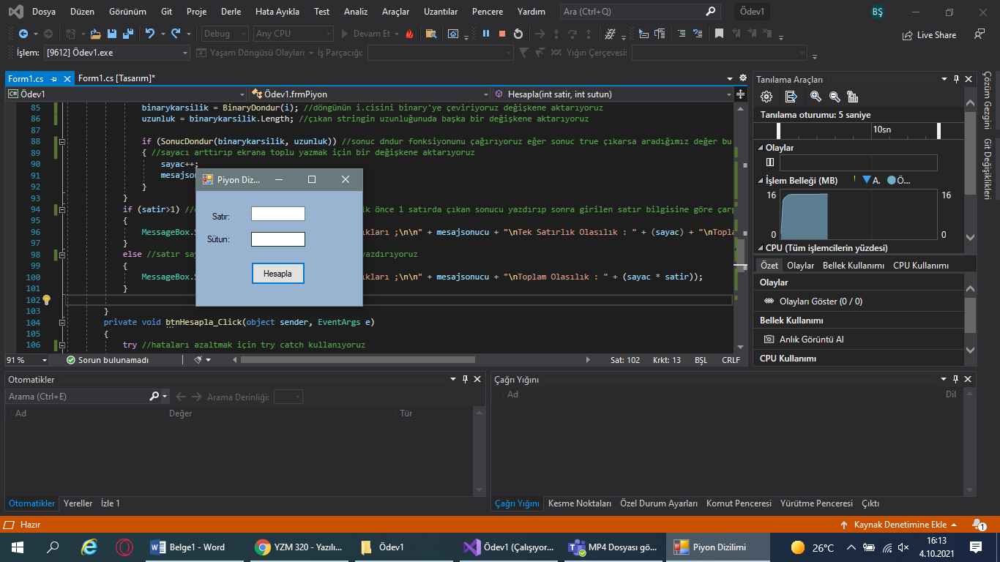 Dosya Düzen Görünüm Git Proje Derle Hata Ayıkla Test Analiz Araçlar Uzantılar Pencere Yardım Ara (Ctrl+Q) Ödev1 BŞ
Debug Any CPU Devam Et Live Share
İşlem: [9612] Ödev1.exe Yaşam Döngüsü Olayları İş Parçacığı: Yığın Çerçevesi:
Form1.cs Form1.cs [Tasarım]*
C# Ödev1 Ödev1.frmPiyon Hesapla(int satir, int sutun)
85 binarykarsilik = BinaryDondur(i); //döngünün i.cisini binary'ye çeviriyoruz değişkene aktarıyoruz
86 uzunluk = binarykarsilik.Length; //çıkan stringin uzunluğunuda başka bir değişkene aktarıyoruz
87
88 if (SonucDondur(binarykarsilik, uzunluk)) //sonuc dndur fonksiyonunu çağırıyoruz eğer sonuc true çıkarsa aradığımız değer bu
89 { //sayacı arttırıp ekrana toplu yazmak için bir değişkene aktarıyoruz
90 sayac++;
91 mesajson
92 }
93 }
94 if (satir>1) // lk önce 1 satırda çıkan sonucu yazdırıp sonra girilen satır bilgisine göre çarp
95 {
96 MessageBox.S ıkları ;\n\n" + mesajsonucu + "\nTek Satırlık Olasılık : " + (sayac) + "\nTopla
97 }
98 else //satır say yazdırıyoruz
99 {
100 MessageBox.S ıkları ;\n\n" + mesajsonucu + "\nToplam Olasılık : " + (sayac * satir));
101 }
102
103 }
104 private void btnHesapla_Click(object sender, EventArgs e)
105 {
106 try //hataları azaltmak için try catch kullanıyoruz
Piyon Diz...
Satır:
Sütun:
Hesapla
91 % Sorun bulunamadı Sat: 102 Krkt: 13 BŞL CRLF
Tanılama Araçları
Tanılama oturumu: 5 saniye
10sn
Olaylar
İşlem Belleği (MB) A. Ö...
16 16
0 0
CPU (Tüm işlemcilerin yüzdesi)
Özet Olaylar Bellek Kullanımı CPU Kullanımı
Olaylar
Olayları Göster (0 / 0)
Bellek Kullanımı
Anlık Görüntü Al
CPU Kullanımı
Çözüm Gezgini
Git Değişiklikleri
Otomatikler
Arama (Ctrl+E) Arama Derinliği:
Ad Değer Tür
Otomatikler Yereller İzle 1
Çağrı Yığını
Ad Dil
Çağrı Yığını Kesme Noktaları Özel Durum Ayarları Komut Penceresi Yürütme Penceresi Çıktı
Hazır Kaynak Denetimine Ekle 1
Belge1 - Word YZM 320 - Yazılı... Ödev1 Ödev1 (Çalışıyor... MP4 Dosyası gö... Piyon Dizilimi 26°C 16:13
4.10.2021